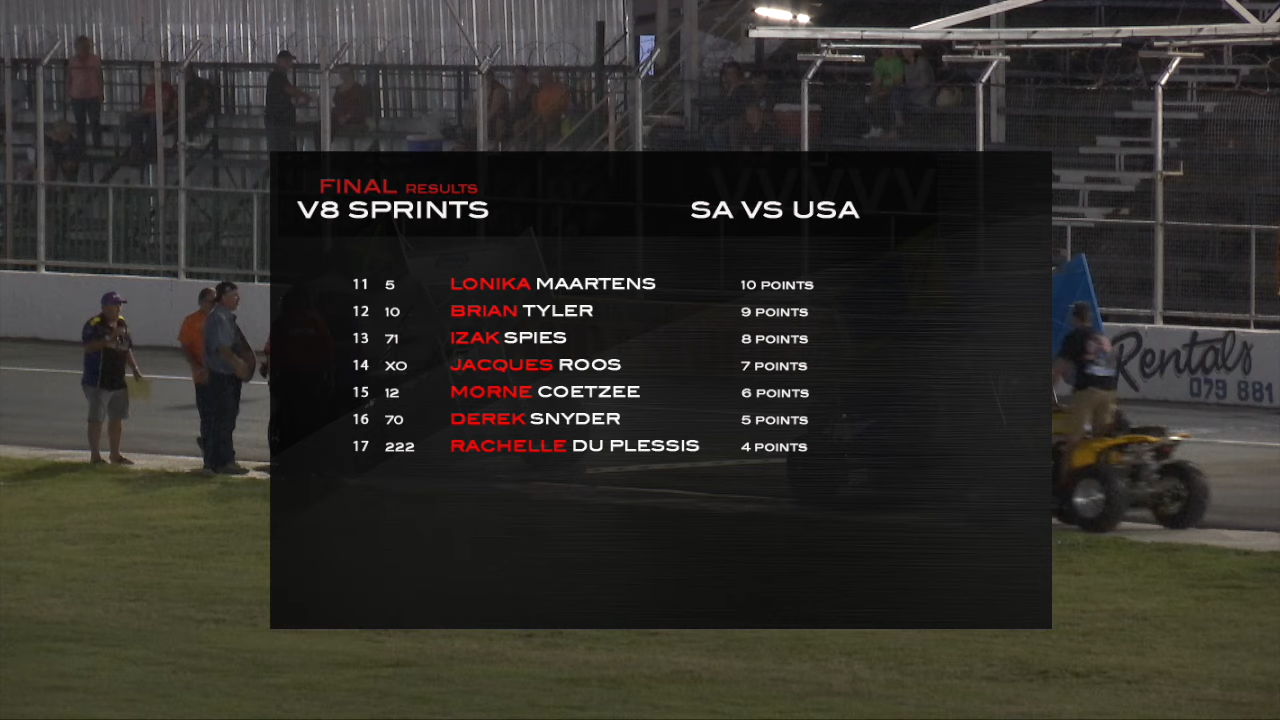 FINAL RESULTS
V8 SPRINTS SA VS USA
11 5 LONIKA MAARTENS 10 POINTS
12 10 BRIAN TYLER 9 POINTS
13 71 IZAK SPIES 8 POINTS
14 XO JACQUES ROOS 7 POINTS
15 12 MORNE COETZEE 6 POINTS
16 70 DEREK SNYDER 5 POINTS
17 222 RACHELLE DU PLESSIS 4 POINTS
Rentals
079 881